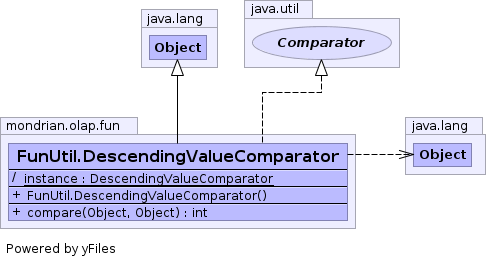 java.lang
Object
java.util
Comparator
mondrian.olap.fun
FunUtil.DescendingValueComparator
/ instance : DescendingValueComparator
+ FunUtil.DescendingValueComparator()
+ compare(Object, Object) : int
java.lang
Object
Powered by yFiles